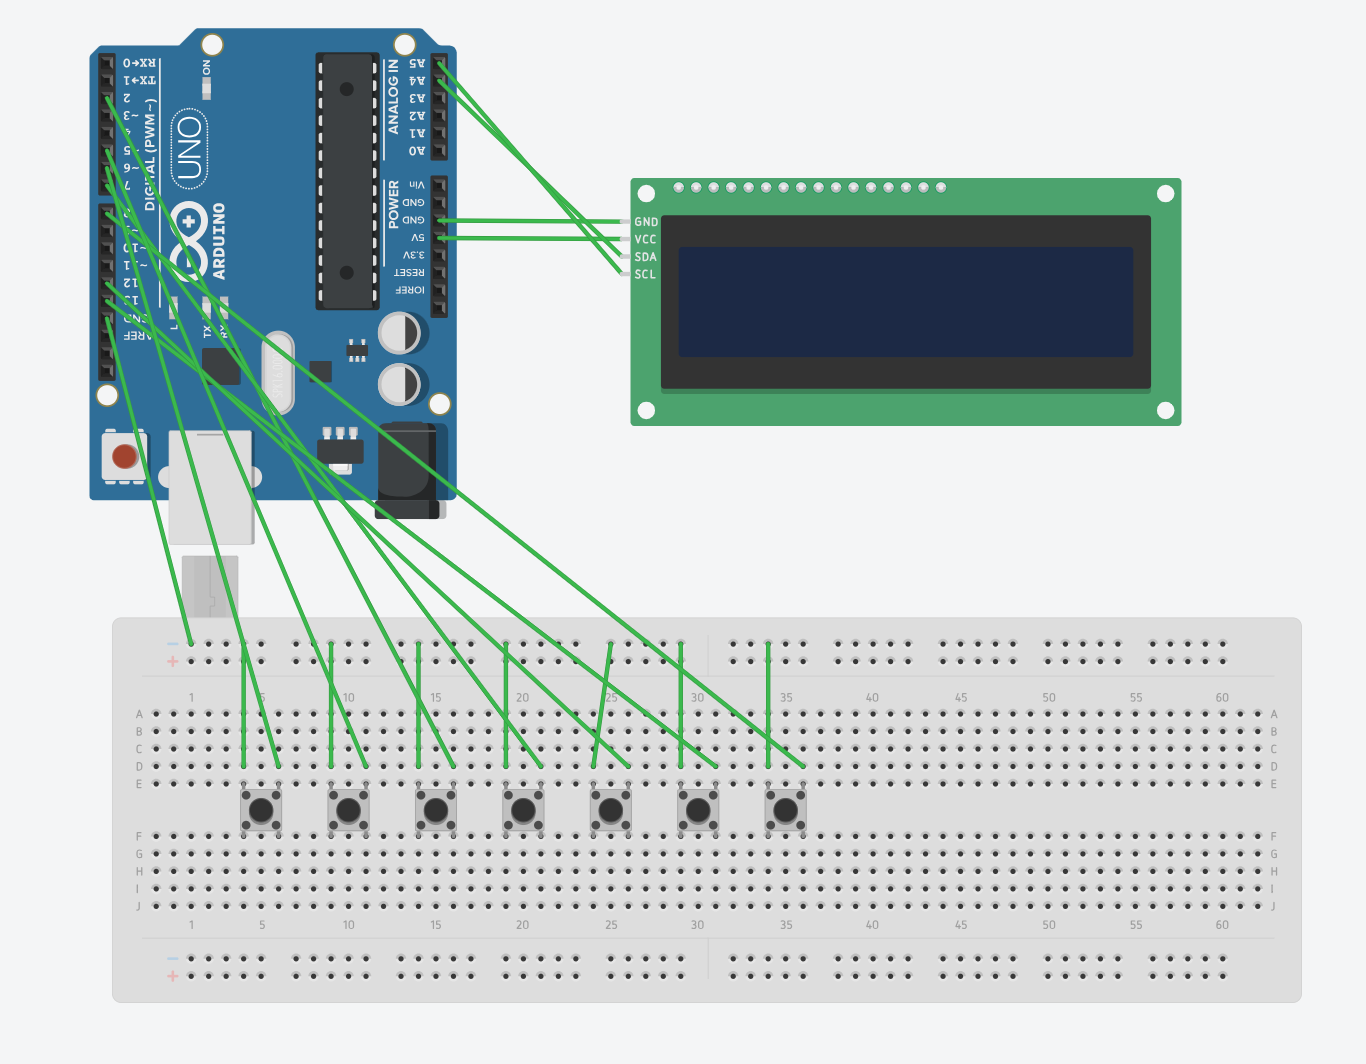 RX←0
TX→1
2
~3
4
~5
~6
7
8
~9
~10
~11
12
13
GND
AREF
DIGITAL (PWM~)
ON
UNO
ARDUINO
L
TX
RX
ANALOG IN
A5
A4
A3
A2
A1
A0
POWER
Vin
GND
GND
5V
3.3V
RESET
IOREF
GND
VCC
SDA
SCL
−
+
1 5 10 15 20 25 30 35 40 45 50 55 60
A A
B B
C C
D D
E E
F F
G G
H H
I I
J J
1 5 10 15 20 25 30 35 40 45 50 55 60
−
+